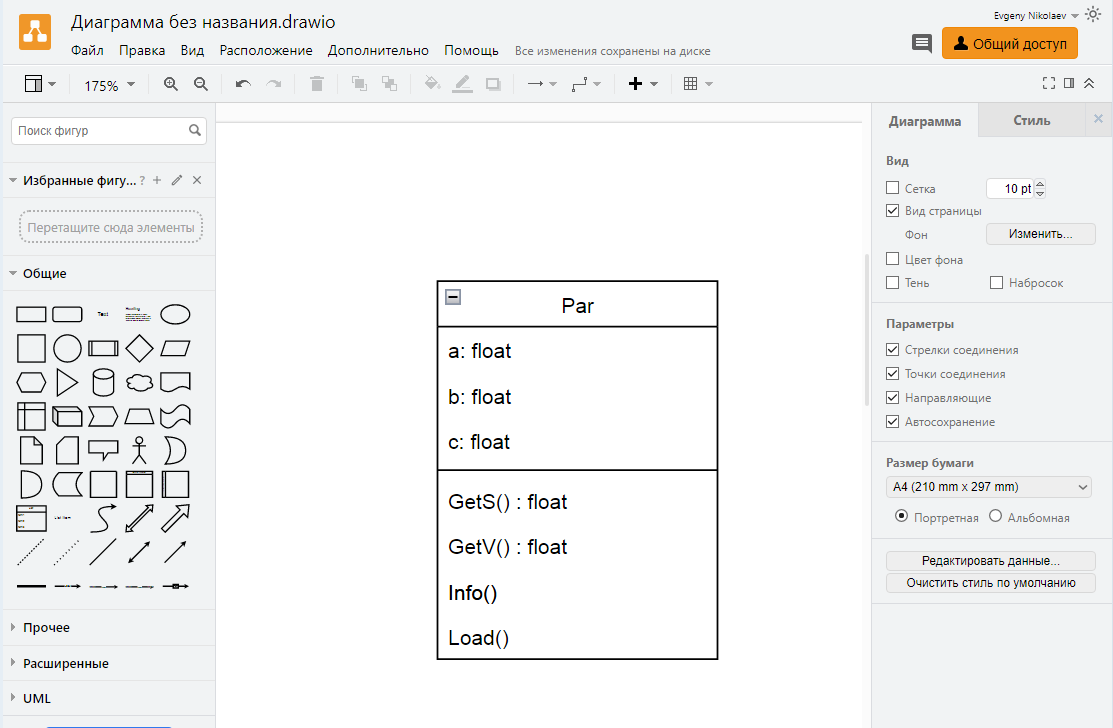 Диаграмма без названия.drawio
Evgeny Nikolaev
Файл Правка Вид Расположение Дополнительно Помощь Все изменения сохранены на диске
Общий доступ
175%
Поиск фигур
Избранные фигу... ?
Перетащите сюда элементы
Общие
Text
Heading
List
List Item
Прочее
Расширенные
UML
Par
a: float
b: float
c: float
GetS() : float
GetV() : float
Info()
Load()
Диаграмма Стиль
Вид
Сетка 10 pt
Вид страницы
Фон Изменить...
Цвет фона
Тень Набросок
Параметры
Стрелки соединения
Точки соединения
Направляющие
Автосохранение
Размер бумаги
A4 (210 mm x 297 mm)
Портретная Альбомная
Редактировать данные...
Очистить стиль по умолчанию